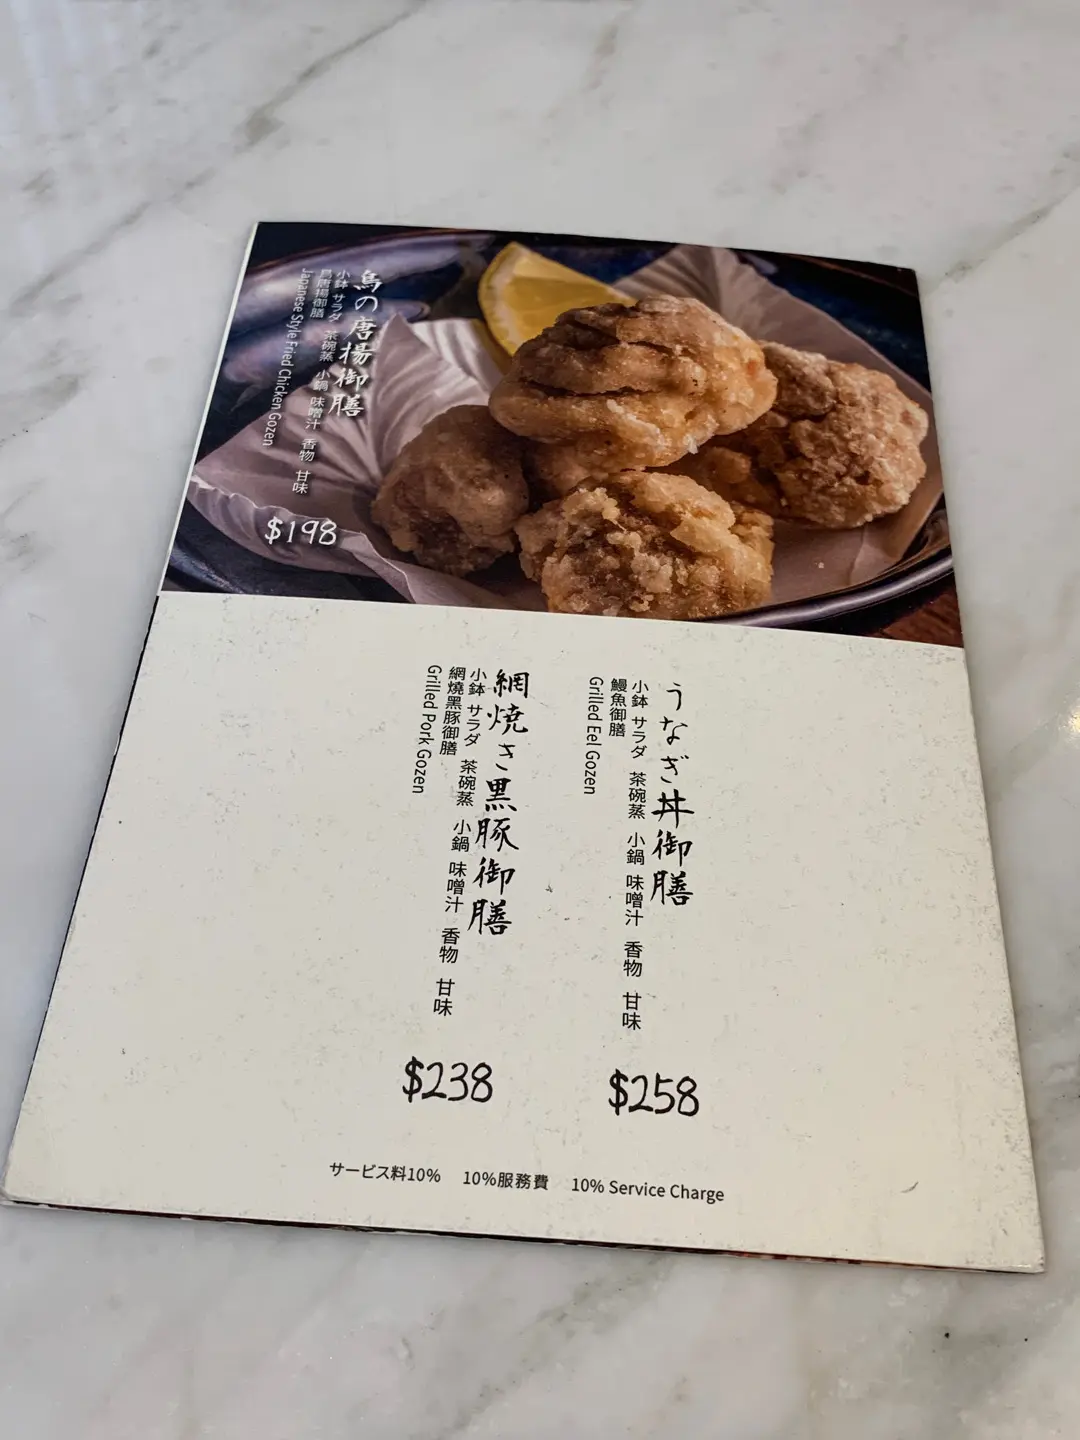 鳥の唐揚御膳
小鉢 サラダ 茶碗蒸 小鍋 味噌汁 香物 甘味
鳥唐揚御膳
Japanese Style Fried Chicken Gozen
$198
うなぎ丼御膳
小鉢 サラダ 茶碗蒸 小鍋 味噌汁 香物 甘味
鰻魚御膳
Grilled Eel Gozen
$258
網焼き黒豚御膳
小鉢 サラダ 茶碗蒸 小鍋 味噌汁 香物 甘味
網燒黑豚御膳
Grilled Pork Gozen
$238
サービス料10% 10%服務費 10% Service Charge